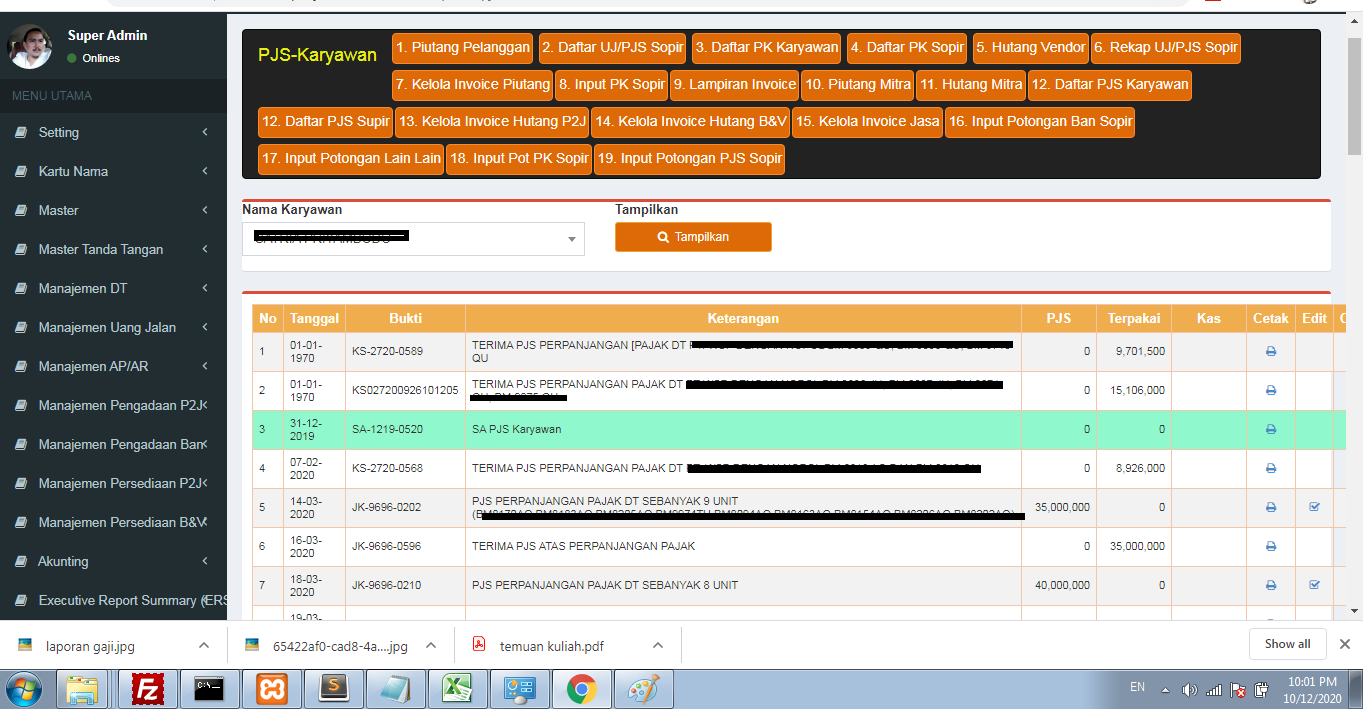 Super Admin
Onlines
MENU UTAMA
Setting
Kartu Nama
Master
Master Tanda Tangan
Manajemen DT
Manajemen Uang Jalan
Manajemen AP/AR
Manajemen Pengadaan P2J
Manajemen Pengadaan Ban
Manajemen Persediaan P2J
Manajemen Persediaan B&V
Akunting
Executive Report Summary (ERS
PJS-Karyawan 1. Piutang Pelanggan 2. Daftar UJ/PJS Sopir 3. Daftar PK Karyawan 4. Daftar PK Sopir 5. Hutang Vendor 6. Rekap UJ/PJS Sopir
7. Kelola Invoice Piutang 8. Input PK Sopir 9. Lampiran Invoice 10. Piutang Mitra 11. Hutang Mitra 12. Daftar PJS Karyawan
12. Daftar PJS Supir 13. Kelola Invoice Hutang P2J 14. Kelola Invoice Hutang B&V 15. Kelola Invoice Jasa 16. Input Potongan Ban Sopir
17. Input Potongan Lain Lain 18. Input Pot PK Sopir 19. Input Potongan PJS Sopir
Nama Karyawan Tampilkan
Tampilkan
No Tanggal Bukti Keterangan PJS Terpakai Kas Cetak Edit
1 01-01-1970 KS-2720-0589 TERIMA PJS PERPANJANGAN [PAJAK DT 0 9,701,500
QU
2 01-01-1970 KS027200926101205 TERIMA PJS PERPANJANGAN PAJAK DT 0 15,106,000
3 31-12-2019 SA-1219-0520 SA PJS Karyawan 0 0
4 07-02-2020 KS-2720-0568 TERIMA PJS PERPANJANGAN PAJAK DT 0 8,926,000
5 14-03-2020 JK-9696-0202 PJS PERPANJANGAN PAJAK DT SEBANYAK 9 UNIT 35,000,000 0
6 16-03-2020 JK-9696-0596 TERIMA PJS ATAS PERPANJANGAN PAJAK 0 35,000,000
7 18-03-2020 JK-9696-0210 PJS PERPANJANGAN PAJAK DT SEBANYAK 8 UNIT 40,000,000 0
19-03-
laporan gaji.jpg
65422af0-cad8-4a....jpg
temuan kuliah.pdf
Show all
EN
10:01 PM
10/12/2020